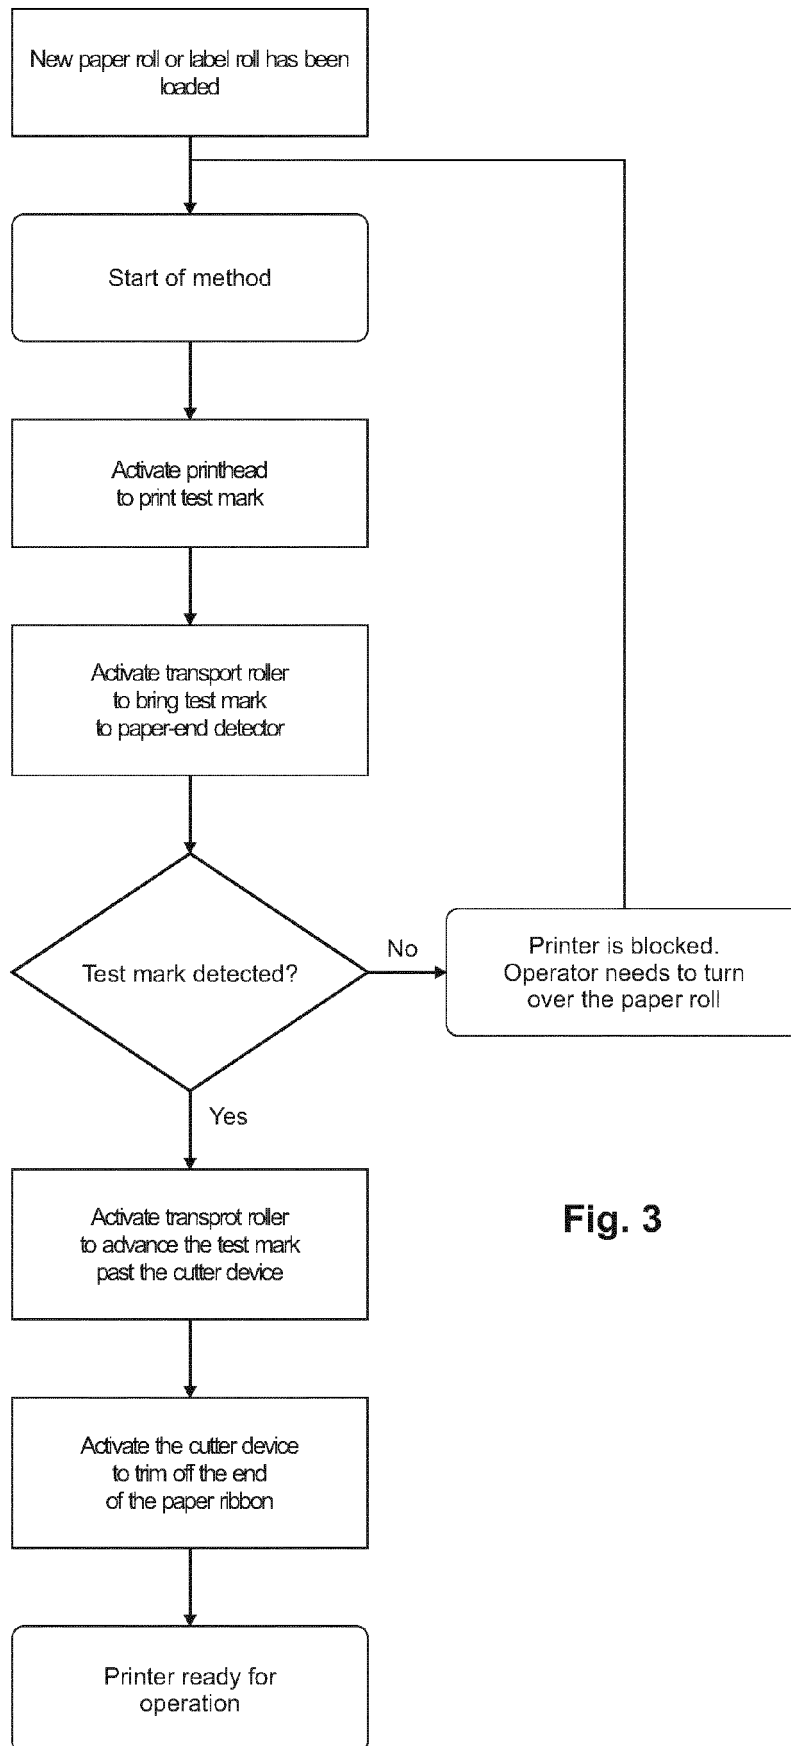 New paper roll or label roll has been
loaded
Start of method
Activate printhead
to print test mark
Activate transport roller
to bring test mark
to paper-end detector
Test mark detected?
No
Printer is blocked.
Operator needs to turn
over the paper roll
Yes
Activate transprot roller
to advance the test mark
past the cutter device
Fig. 3
Activate the cutter device
to trim off the end
of the paper ribbon
Printer ready for
operation